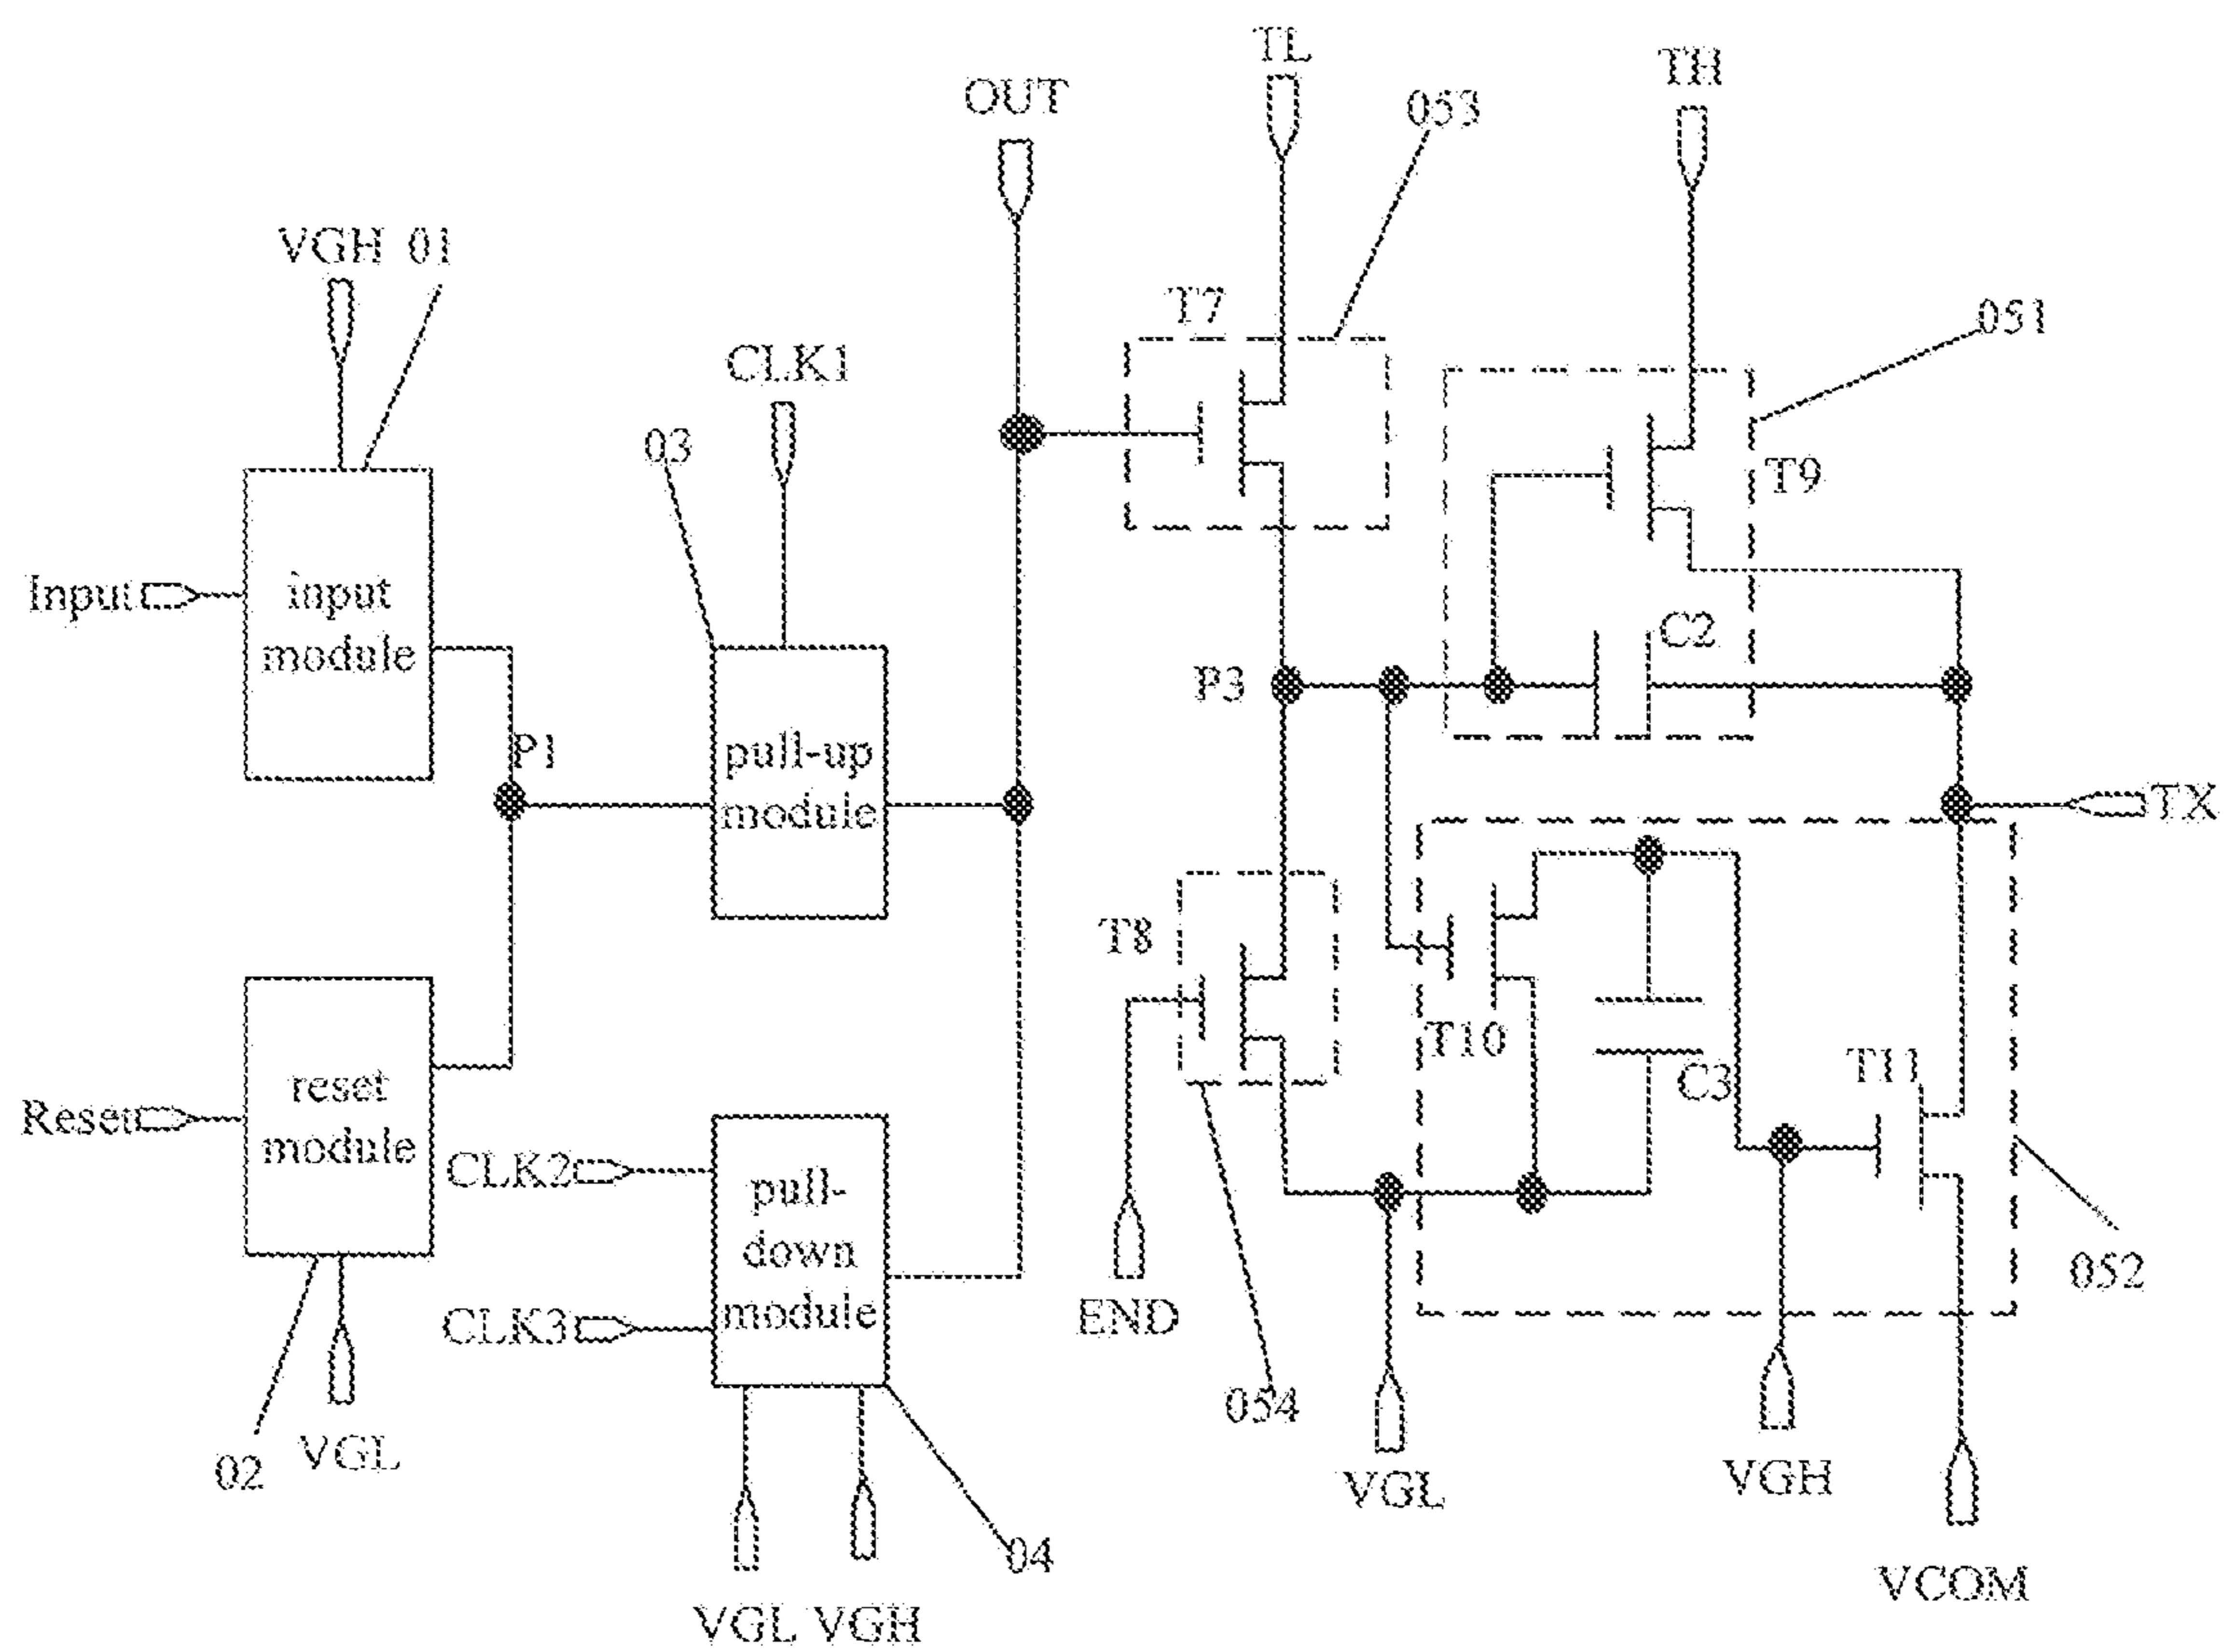 TL
TH
OUT
053
VGH 01
T7
051
CLK1
03
T9
Input
input
module
C2
P3
P1
pull-up
module
TX
T8
T10
C3
T11
Reset
reset
module
CLK2
pull-
down
module
CLK3
END
052
054
02
VGL
VGL
VGH
04
VCOM
VGL VGH